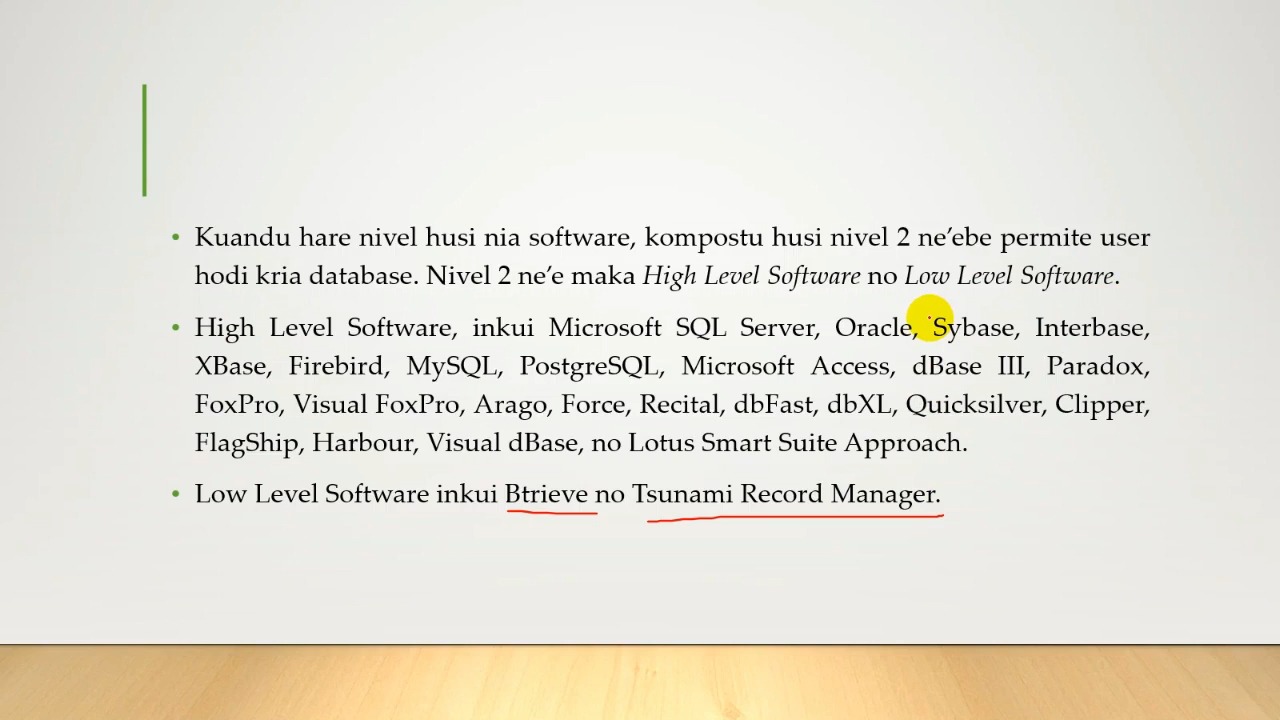 • Kuandu hare nivel husi nia software, kompostu husi nivel 2 ne’ebe permite user
hodi kria database. Nivel 2 ne’e maka High Level Software no Low Level Software.
• High Level Software, inkui Microsoft SQL Server, Oracle, Sybase, Interbase,
XBase, Firebird, MySQL, PostgreSQL, Microsoft Access, dBase III, Paradox,
FoxPro, Visual FoxPro, Arago, Force, Recital, dbFast, dbXL, Quicksilver, Clipper,
FlagShip, Harbour, Visual dBase, no Lotus Smart Suite Approach.
• Low Level Software inkui Btrieve no Tsunami Record Manager.